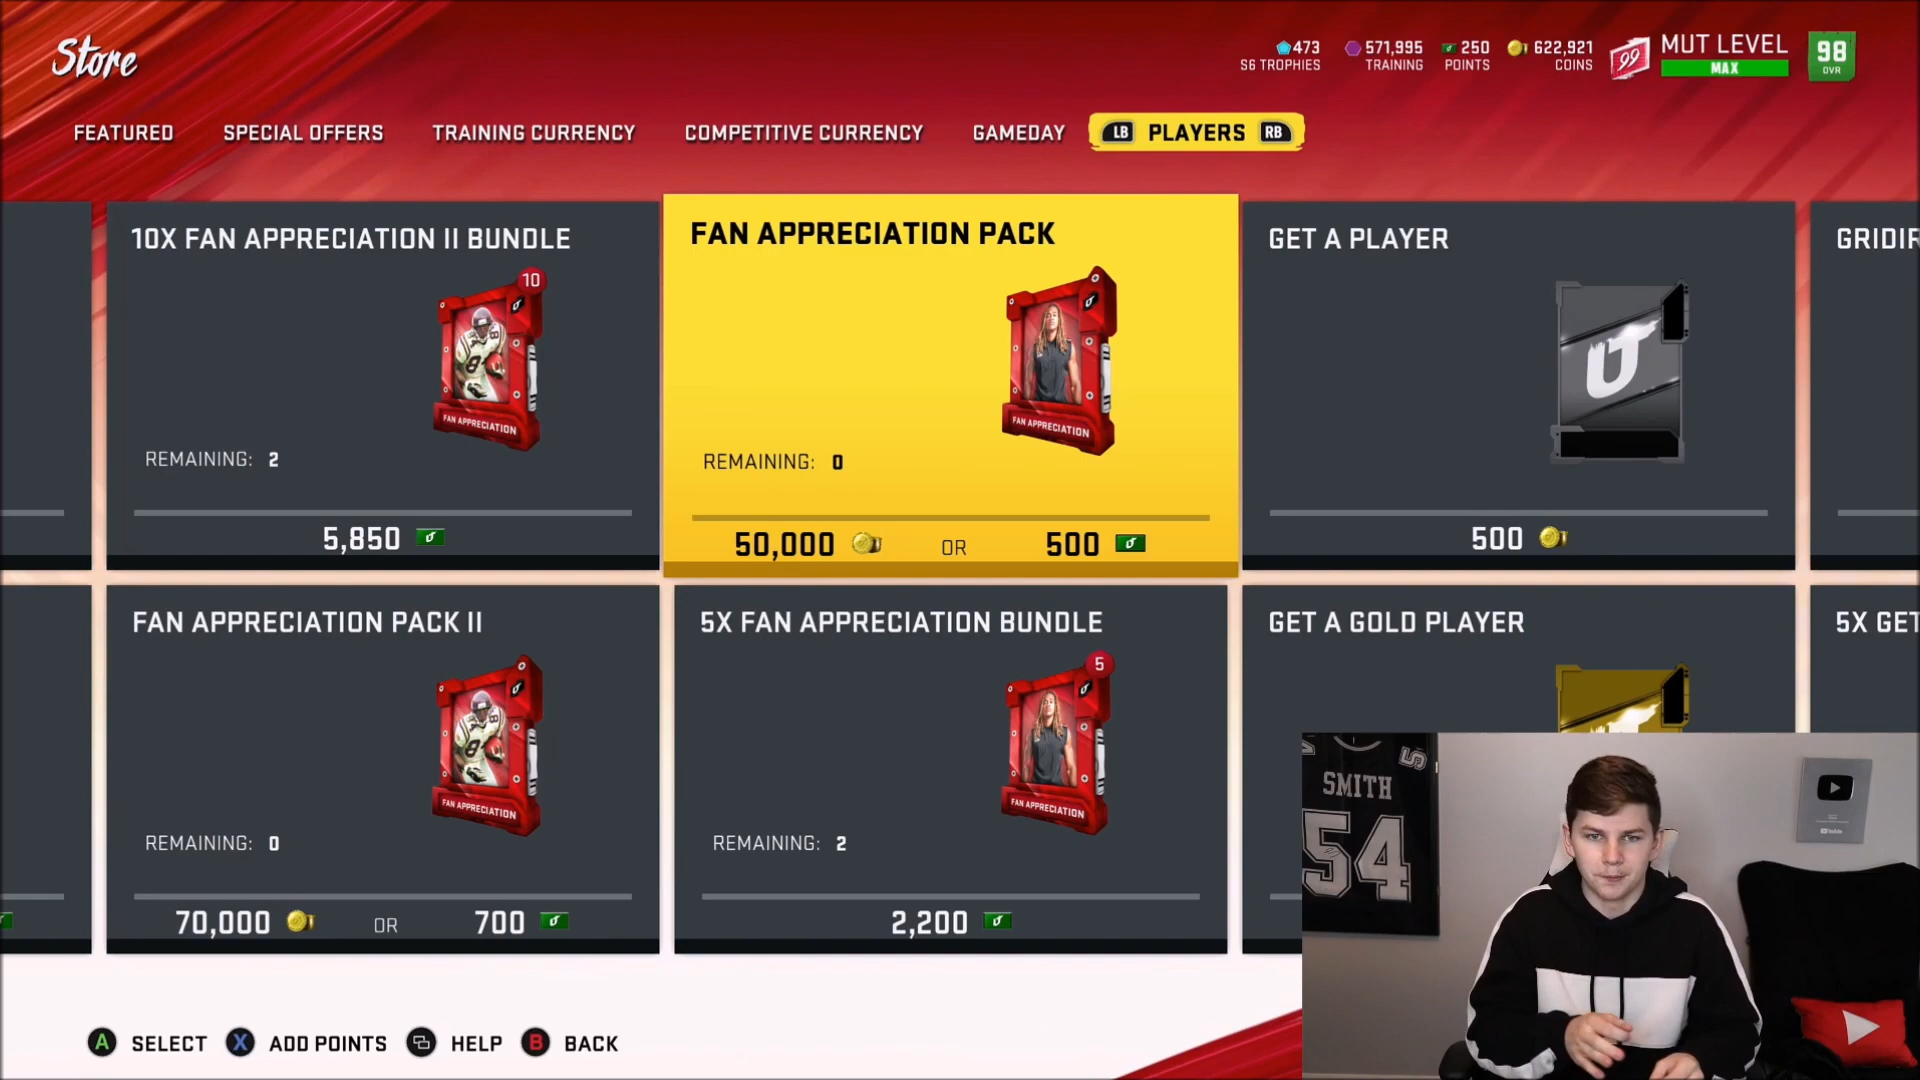 Store
473
S6 TROPHIES
571,995
TRAINING
250
POINTS
622,921
COINS
99
MUT LEVEL
MAX
98
OVR
FEATURED
SPECIAL OFFERS
TRAINING CURRENCY
COMPETITIVE CURRENCY
GAMEDAY
LB PLAYERS RB
10X FAN APPRECIATION II BUNDLE
10
FAN APPRECIATION
REMAINING: 2
5,850
FAN APPRECIATION PACK
FAN APPRECIATION
REMAINING: 0
50,000 OR 500
GET A PLAYER
UT
500
GRIDIR
FAN APPRECIATION PACK II
FAN APPRECIATION
REMAINING: 0
70,000 OR 700
5X FAN APPRECIATION BUNDLE
5
FAN APPRECIATION
REMAINING: 2
2,200
GET A GOLD PLAYER
5X GET
SMITH
54
A SELECT
X ADD POINTS
HELP
B BACK